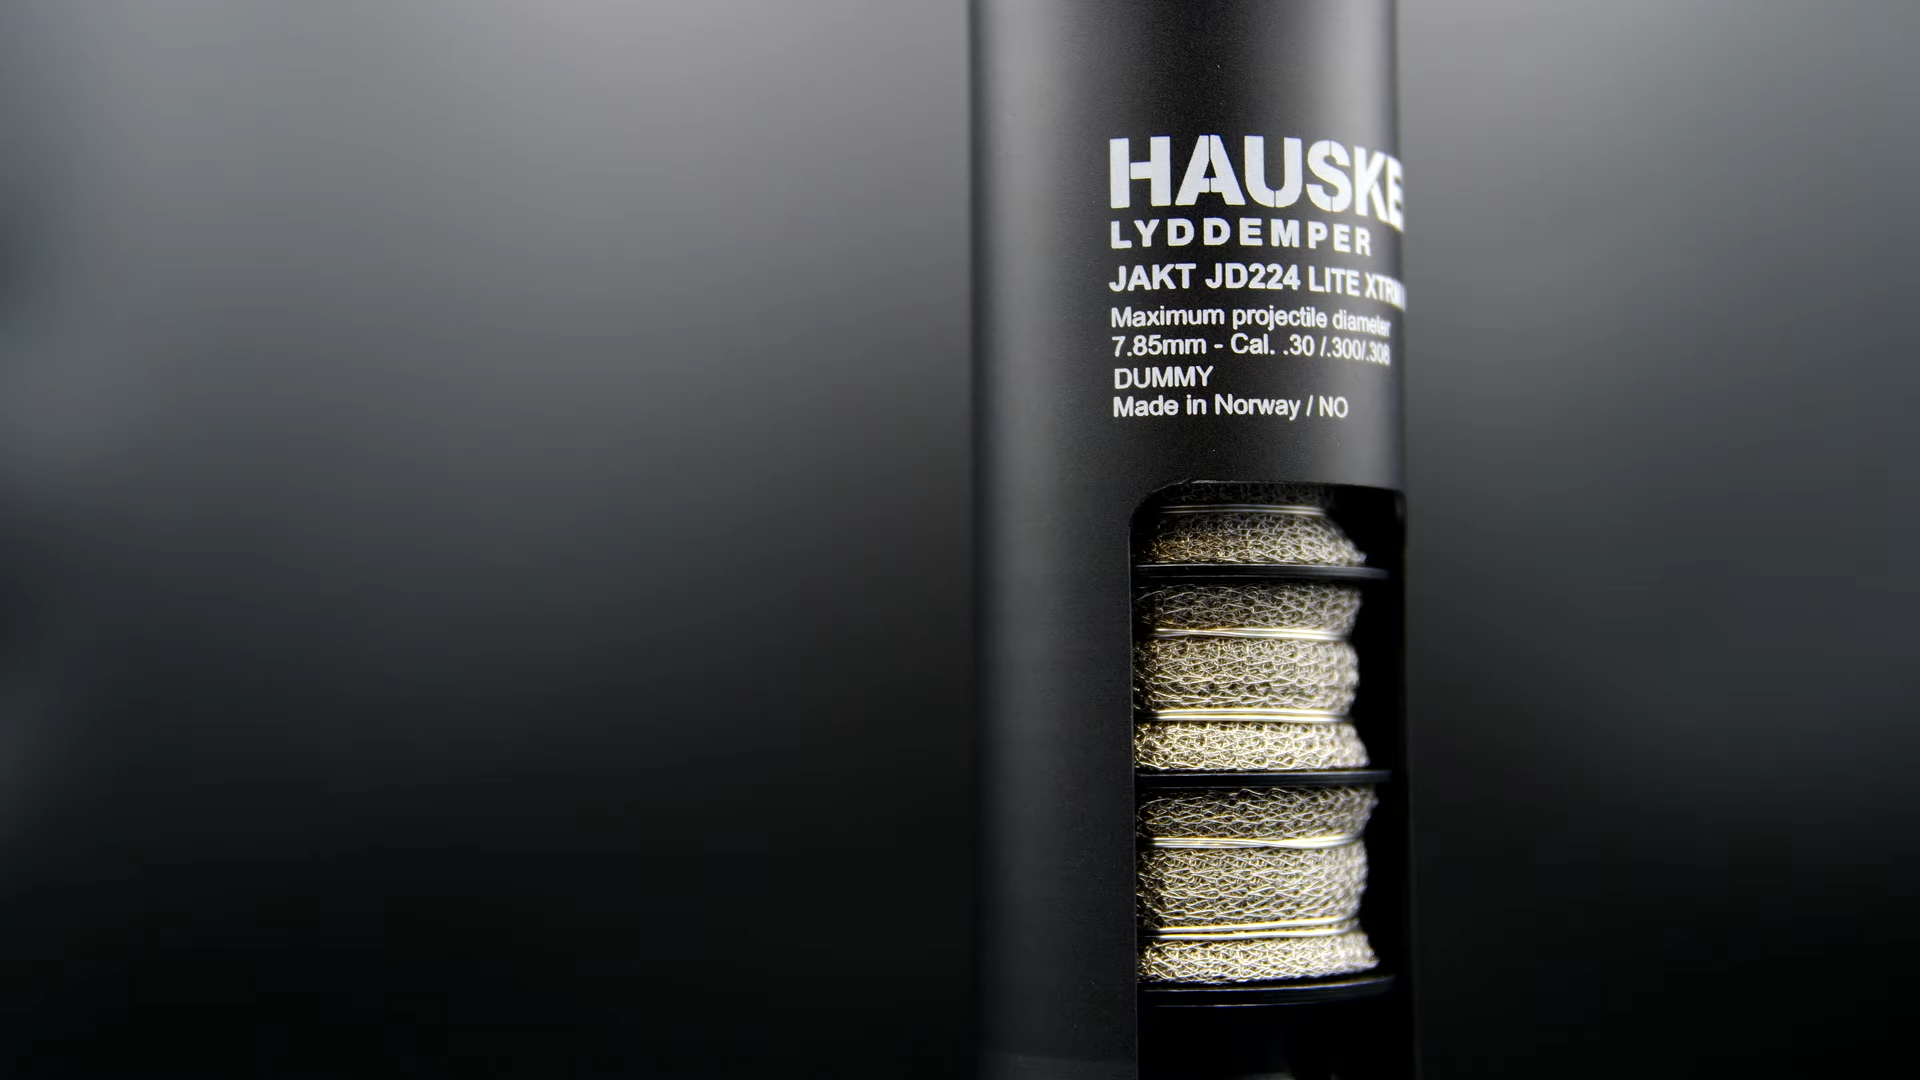 HAUSKE
LYDDEMPER
JAKT JD224 LITE XTRM
Maximum projectile diameter
7.85mm - Cal. .30 /.300/.308
DUMMY
Made in Norway / NO